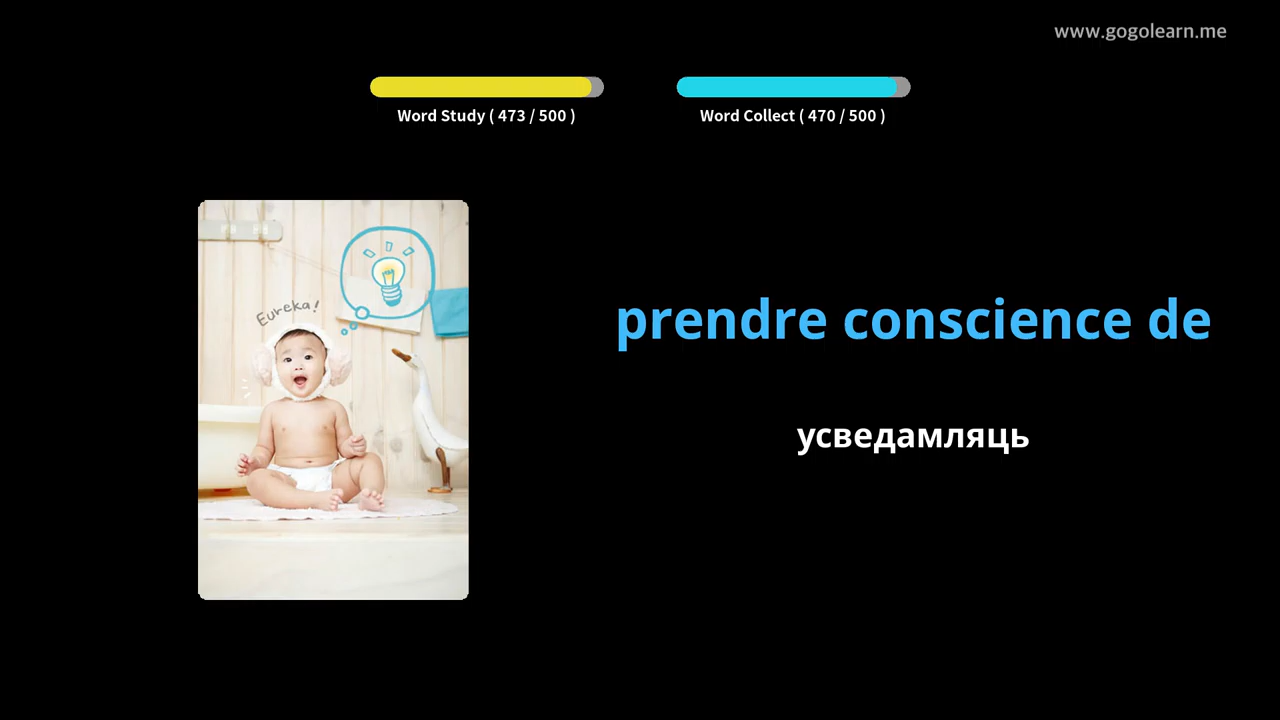 www.gogolearn.me
Word Study ( 473 / 500 )
Word Collect ( 470 / 500 )
Eureka!
prendre conscience de
усведамляць